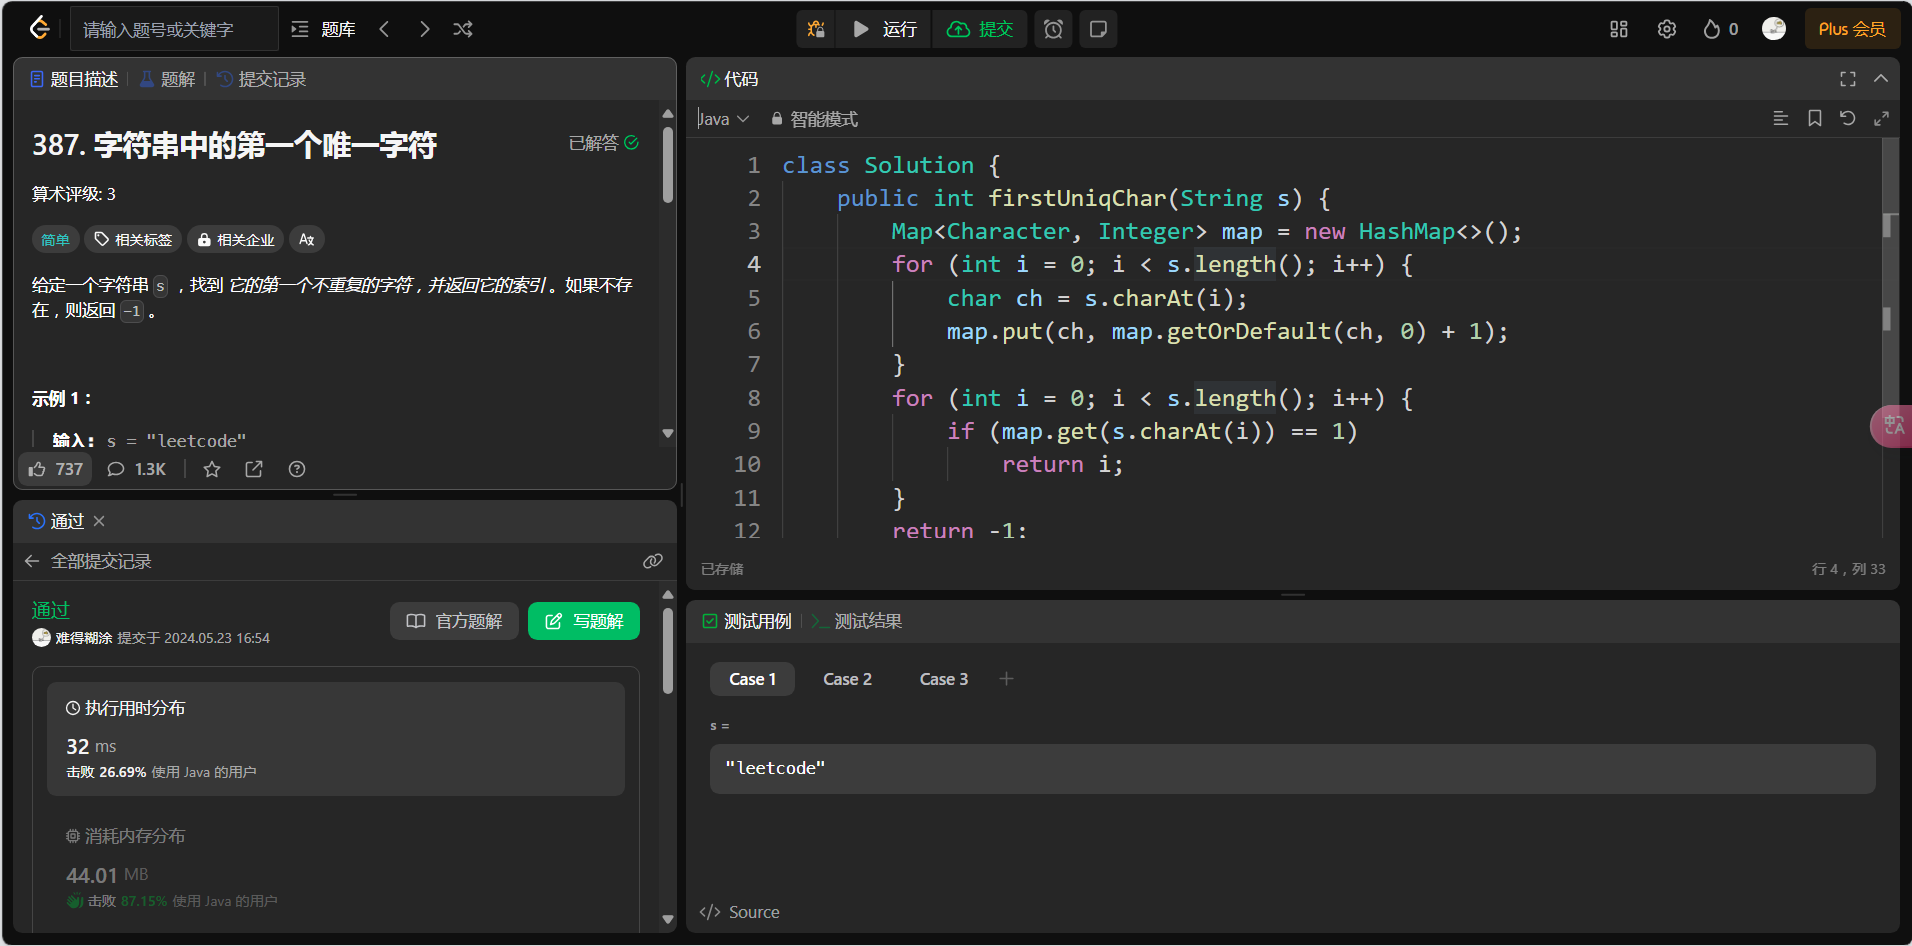 请输入题号或关键字
题库
运行
提交
0
Plus 会员
题目描述
题解
提交记录
387. 字符串中的第一个唯一字符
已解答
算术评级: 3
简单
相关标签
相关企业
给定一个字符串 s ，找到 它的第一个不重复的字符，并返回它的索引 。如果不存
在，则返回 -1 。
示例 1：
输入: s = "leetcode"
737
1.3K
通过
全部提交记录
通过
难得糊涂 提交于 2024.05.23 16:54
官方题解
写题解
执行用时分布
32 ms
击败 26.69% 使用 Java 的用户
消耗内存分布
44.01 MB
击败 87.15% 使用 Java 的用户
代码
Java
智能模式
1 class Solution {
2 public int firstUniqChar(String s) {
3 Map<Character, Integer> map = new HashMap<>();
4 for (int i = 0; i < s.length(); i++) {
5 char ch = s.charAt(i);
6 map.put(ch, map.getOrDefault(ch, 0) + 1);
7 }
8 for (int i = 0; i < s.length(); i++) {
9 if (map.get(s.charAt(i)) == 1)
10 return i;
11 }
12 return -1;
已存储
行 4，列 33
测试用例
测试结果
Case 1
Case 2
Case 3
s =
"leetcode"
Source